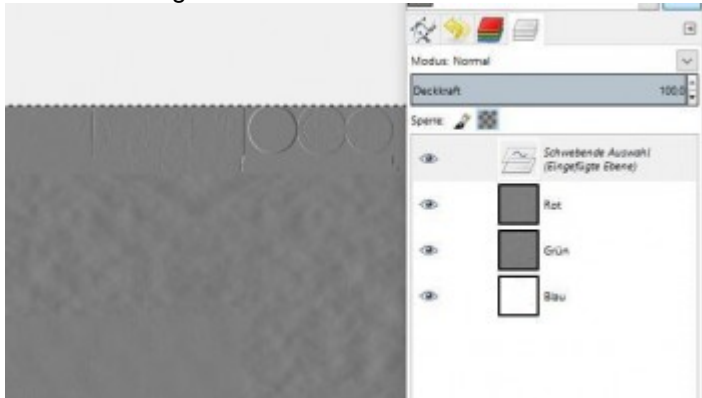 Modus: Normal
Deckkraft 100,0
Sperre:
Schwebende Auswahl
(Eingefügte Ebene)
Rot
Grün
Blau